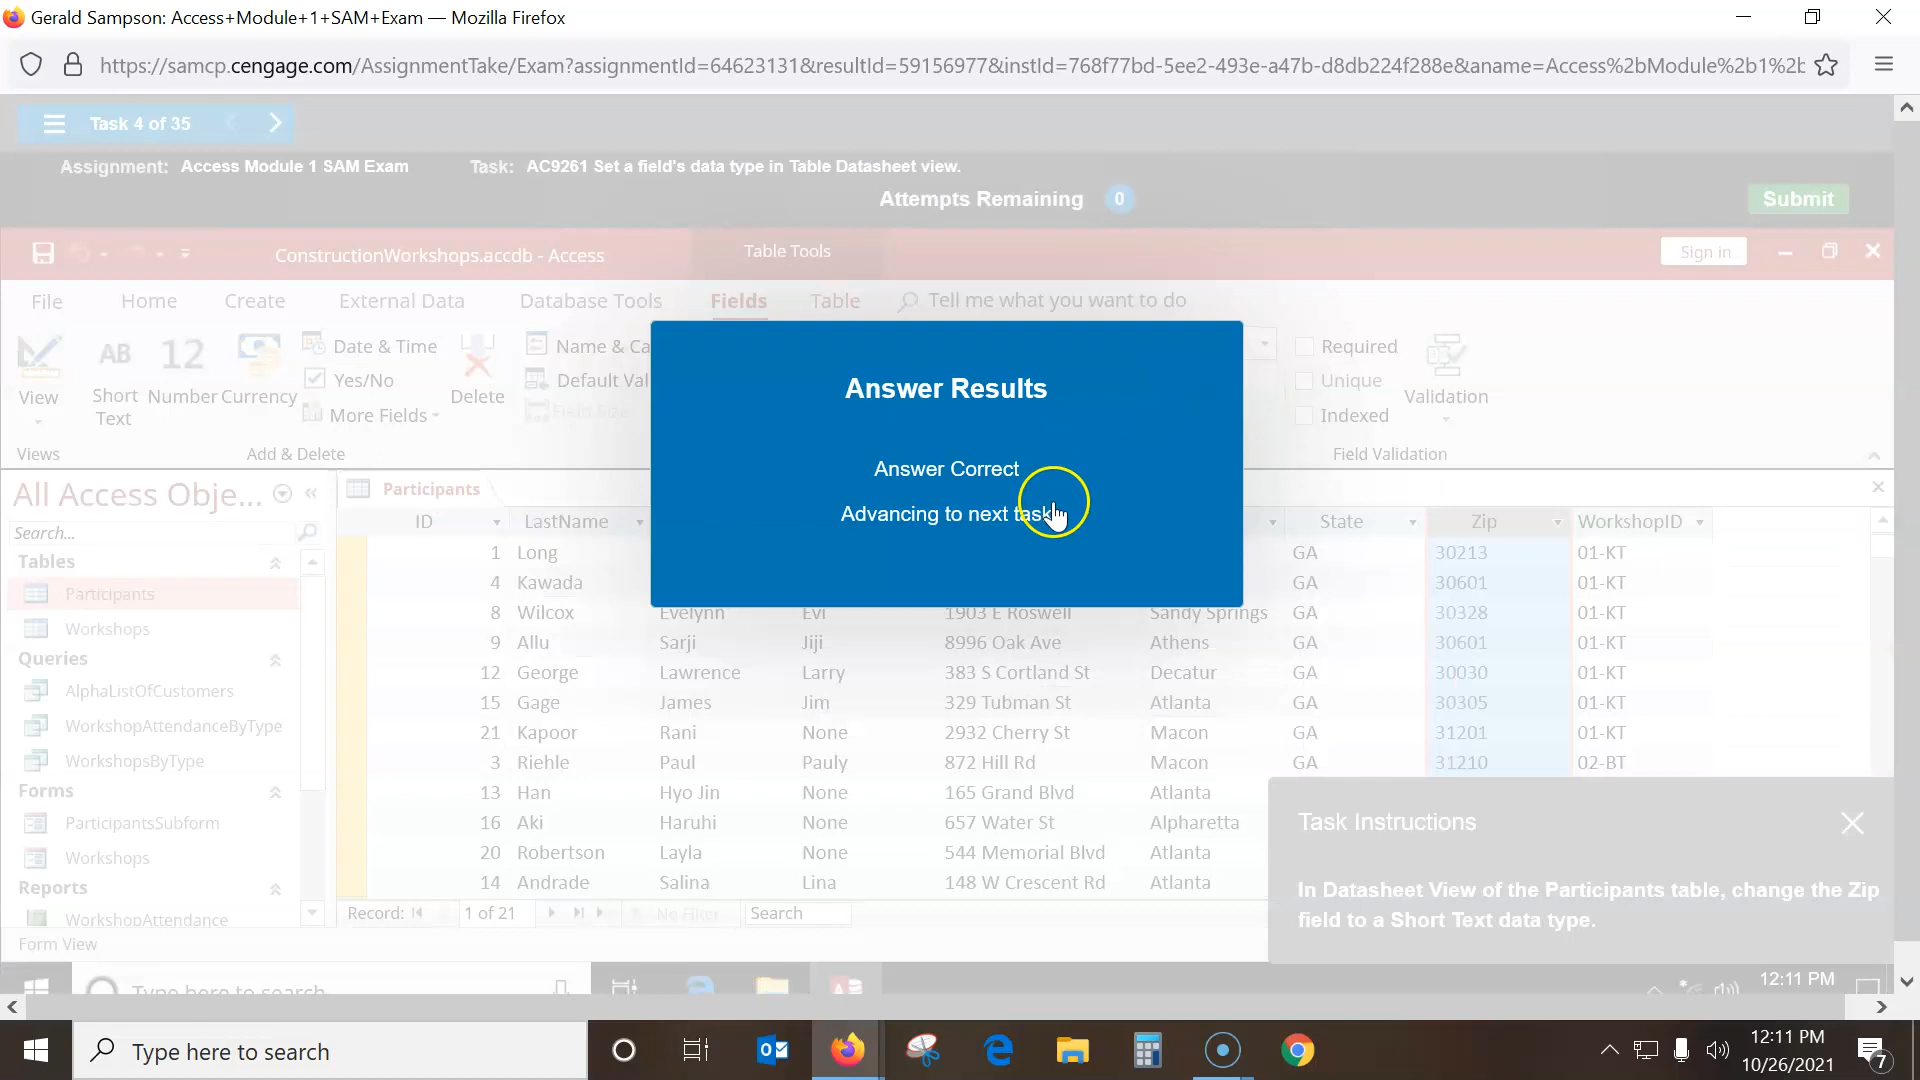 Gerald Sampson: Access+Module+1+SAM+Exam — Mozilla Firefox
https://samcp.cengage.com/AssignmentTake/Exam?assignmentId=64623131&resultId=59156977&instId=768f77bd-5ee2-493e-a47b-d8db224f288e&aname=Access%2bModule%2b1%2b
Task 4 of 35
Assignment: Access Module 1 SAM Exam Task: AC9261 Set a field's data type in Table Datasheet view.
Attempts Remaining 0 Submit
ConstructionWorkshops.accdb - Access Table Tools Sign in
File Home Create External Data Database Tools Fields Table Tell me what you want to do
AB 12 Date & Time Name & Ca Required
Yes/No Default Val Unique
View Short Text Number Currency More Fields Delete Field Size Indexed Validation
Views Add & Delete Field Validation
Answer Results
Answer Correct
Advancing to next task
All Access Obje... Participants
Search...
ID LastName State Zip WorkshopID
1 Long GA 30213 01-KT
4 Kawada GA 30601 01-KT
8 Wilcox Evelynn Evi 1903 E Roswell Sandy Springs GA 30328 01-KT
9 Allu Sarji Jiji 8996 Oak Ave Athens GA 30601 01-KT
12 George Lawrence Larry 383 S Cortland St Decatur GA 30030 01-KT
15 Gage James Jim 329 Tubman St Atlanta GA 30305 01-KT
21 Kapoor Rani None 2932 Cherry St Macon GA 31201 01-KT
3 Riehle Paul Pauly 872 Hill Rd Macon GA 31210 02-BT
13 Han Hyo Jin None 165 Grand Blvd Atlanta
16 Aki Haruhi None 657 Water St Alpharetta
20 Robertson Layla None 544 Memorial Blvd Atlanta
14 Andrade Salina Lina 148 W Crescent Rd Atlanta
Record: 1 of 21 No Filter Search
Tables
Participants
Workshops
Queries
AlphaListOfCustomers
WorkshopAttendanceByType
WorkshopsByType
Forms
ParticipantsSubform
Workshops
Reports
WorkshopAttendance
Form View
Task Instructions
In Datasheet View of the Participants table, change the Zip
field to a Short Text data type.
Type here to search 12:11 PM
Type here to search 12:11 PM
10/26/2021
7